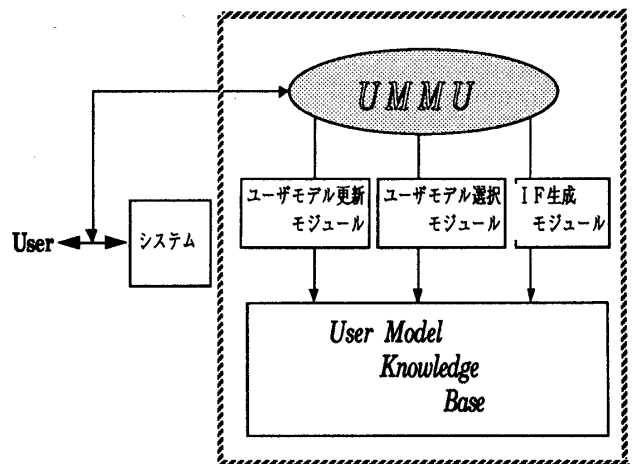 UMMU
ユーザモデル更新
モジュール
ユーザモデル選択
モジュール
IF生成
モジュール
User
システム
User Model
Knowledge
Base